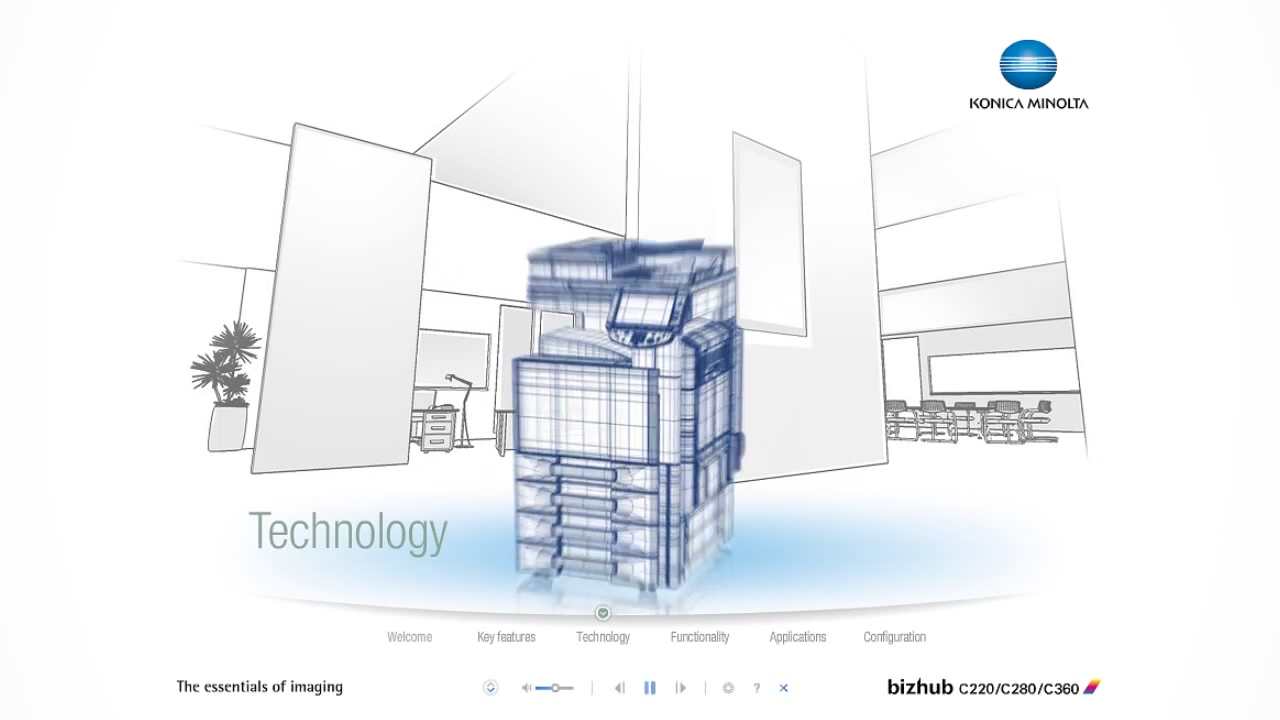 KONICA MINOLTA
Technology
Welcome Key features Technology Functionality Applications Configuration
The essentials of imaging
?
bizhub C220/C280/C360